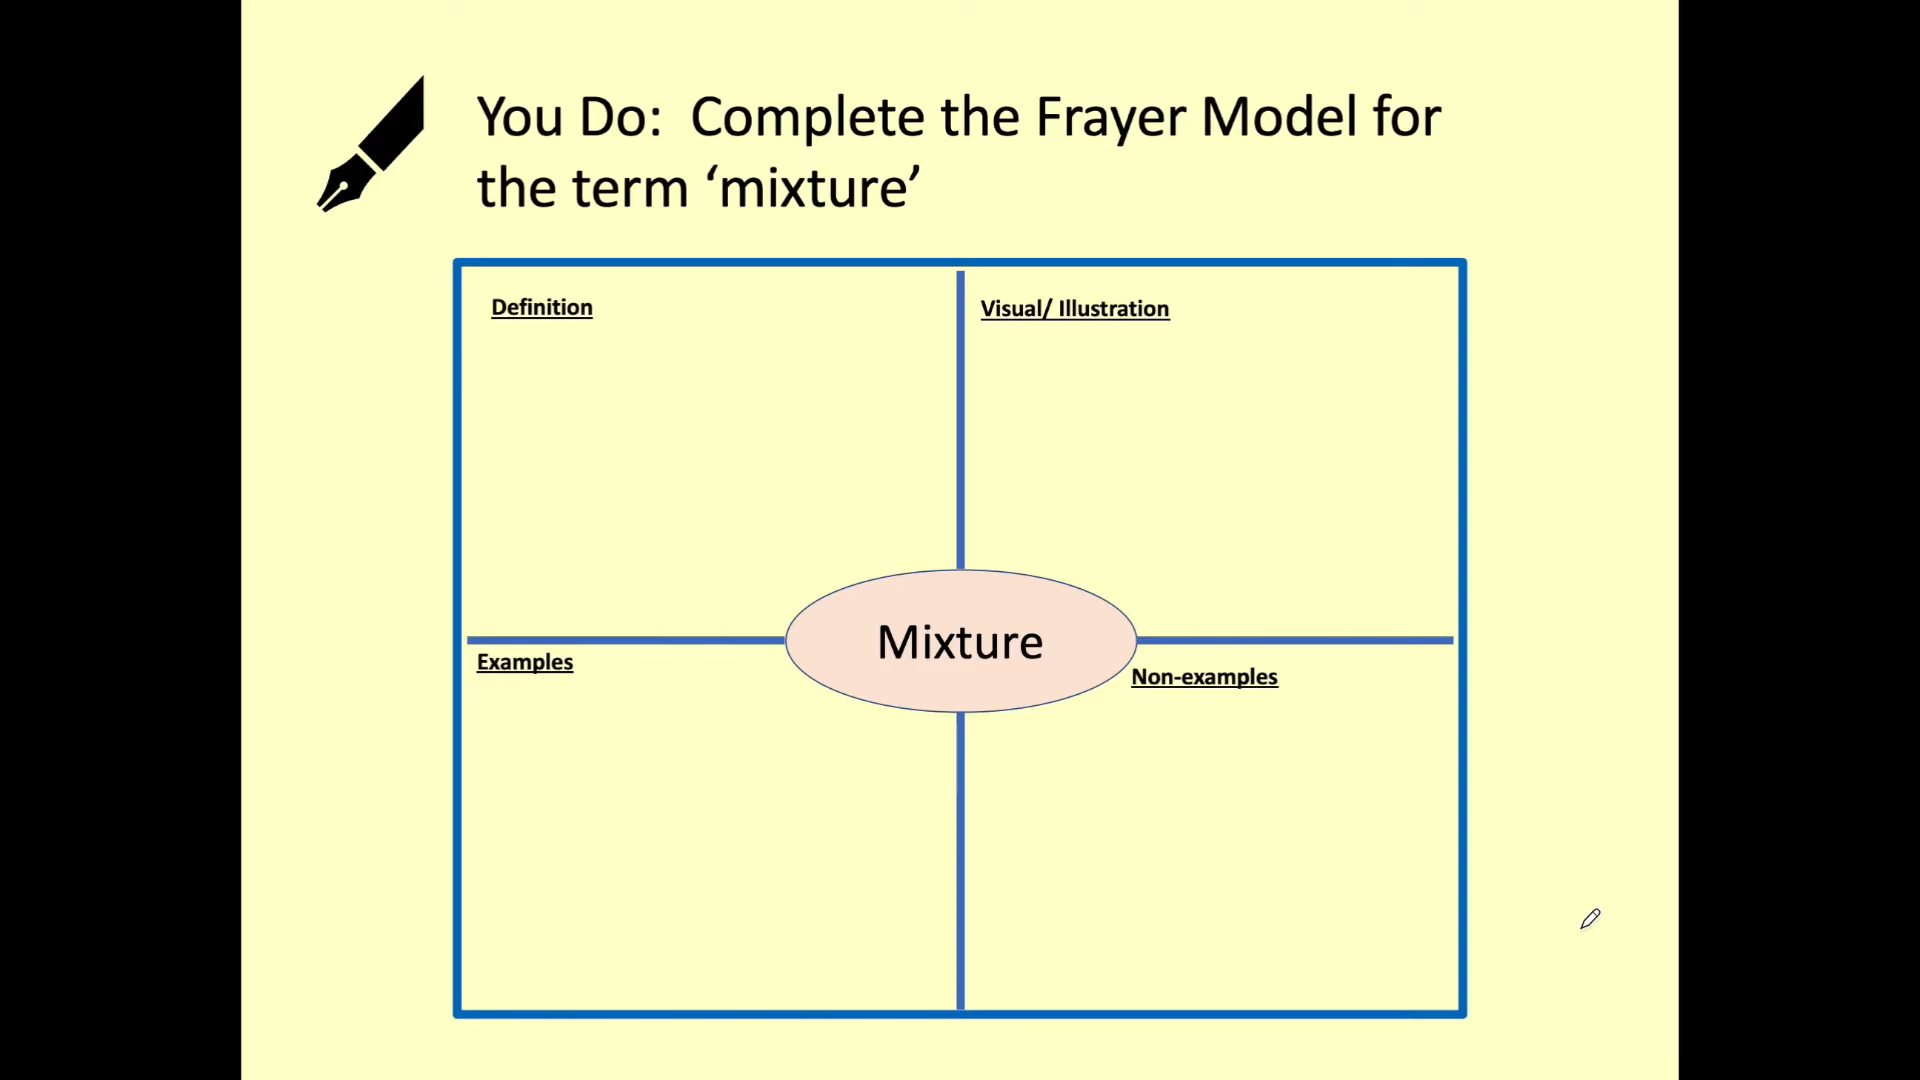 You Do:  Complete the Frayer Model for
the term ‘mixture’
Definition
Visual/ Illustration
Mixture
Examples
Non-examples